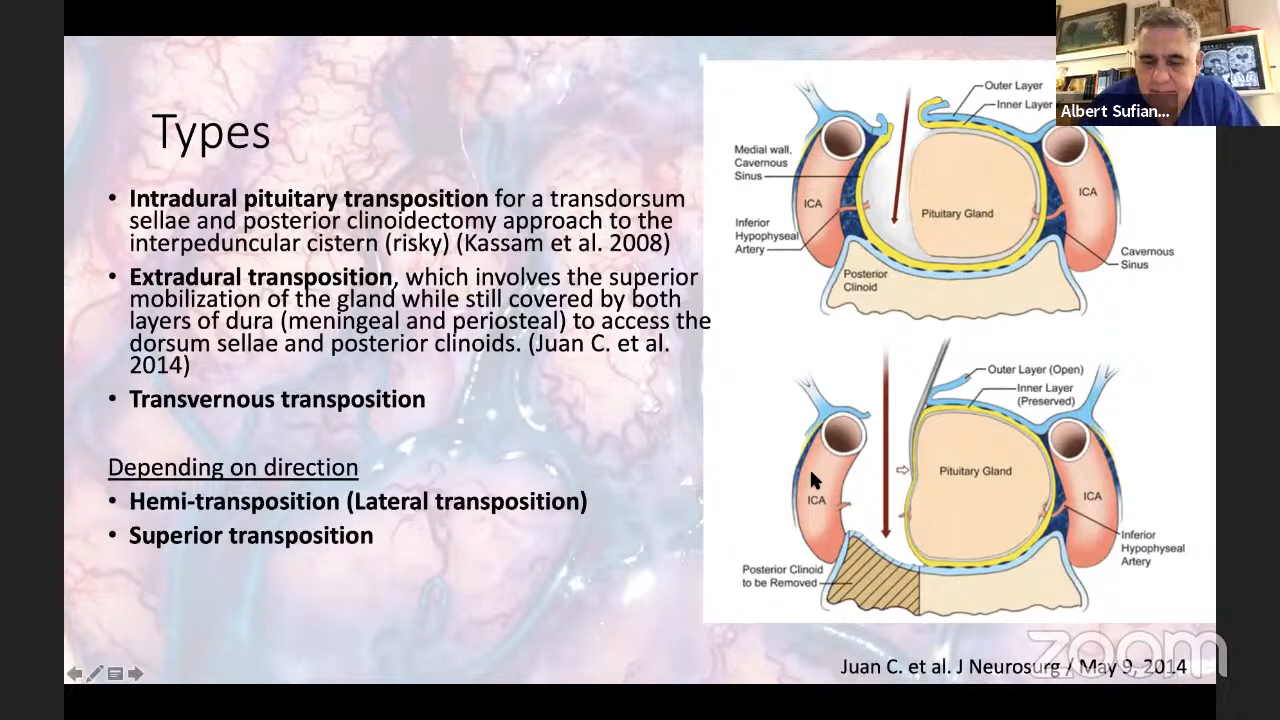 Albert Sufian...
Types
• Intradural pituitary transposition for a transdorsum
sellae and posterior clinoidectomy approach to the
interpeduncular cistern (risky) (Kassam et al. 2008)
• Extradural transposition, which involves the superior
mobilization of the gland while still covered by both
layers of dura (meningeal and periosteal) to access the
dorsum sellae and posterior clinoids. (Juan C. et al.
2014)
• Transvernous transposition
Depending on direction
• Hemi-transposition (Lateral transposition)
• Superior transposition
Outer Layer
Inner Layer
Medial wall,
Cavernous
Sinus
ICA
ICA
Pituitary Gland
Inferior
Hypophyseal
Artery
Cavernous
Sinus
Posterior
Clinoid
Outer Layer (Open)
Inner Layer
(Preserved)
Pituitary Gland
ICA
ICA
Inferior
Hypophyseal
Artery
Posterior Clinoid
to be Removed
zoom
Juan C. et al. J Neurosurg / May 9, 2014